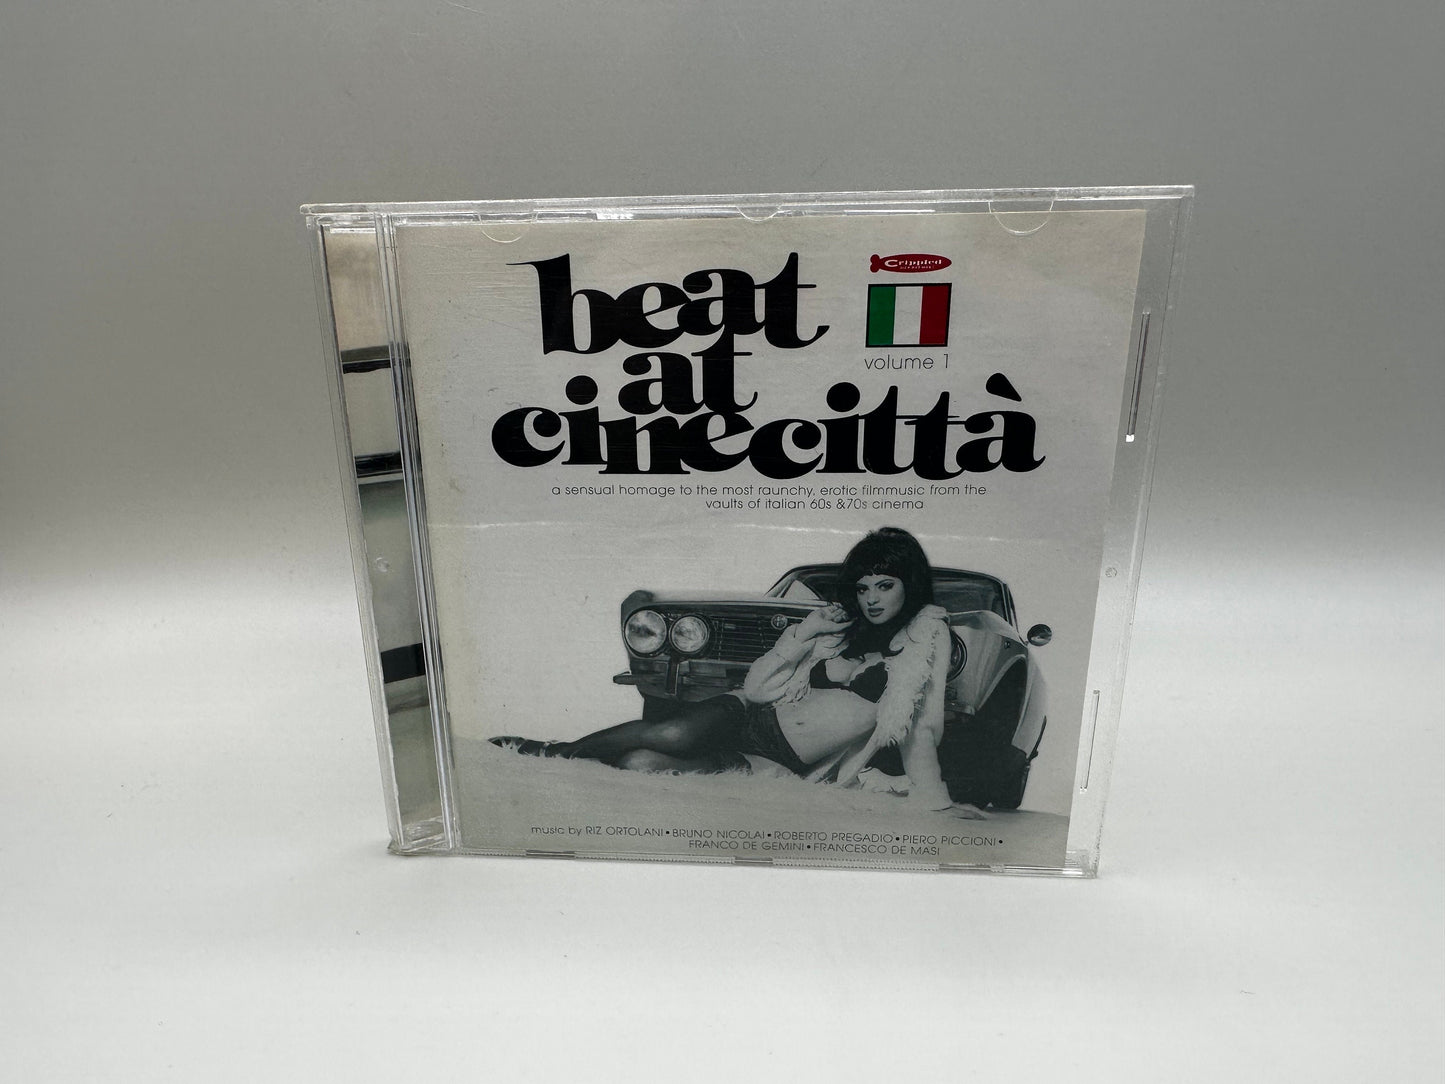 Crippled
beat
at
cinecittà
volume 1
a sensual homage to the most raunchy, erotic filmmusic from the
vaults of italian 60s &70s cinema
music by RIZ ORTOLANI • BRUNO NICOLAI • ROBERTO PREGADIO • PIERO PICCIONI •
FRANCO DE GEMINI • FRANCESCO DE MASI